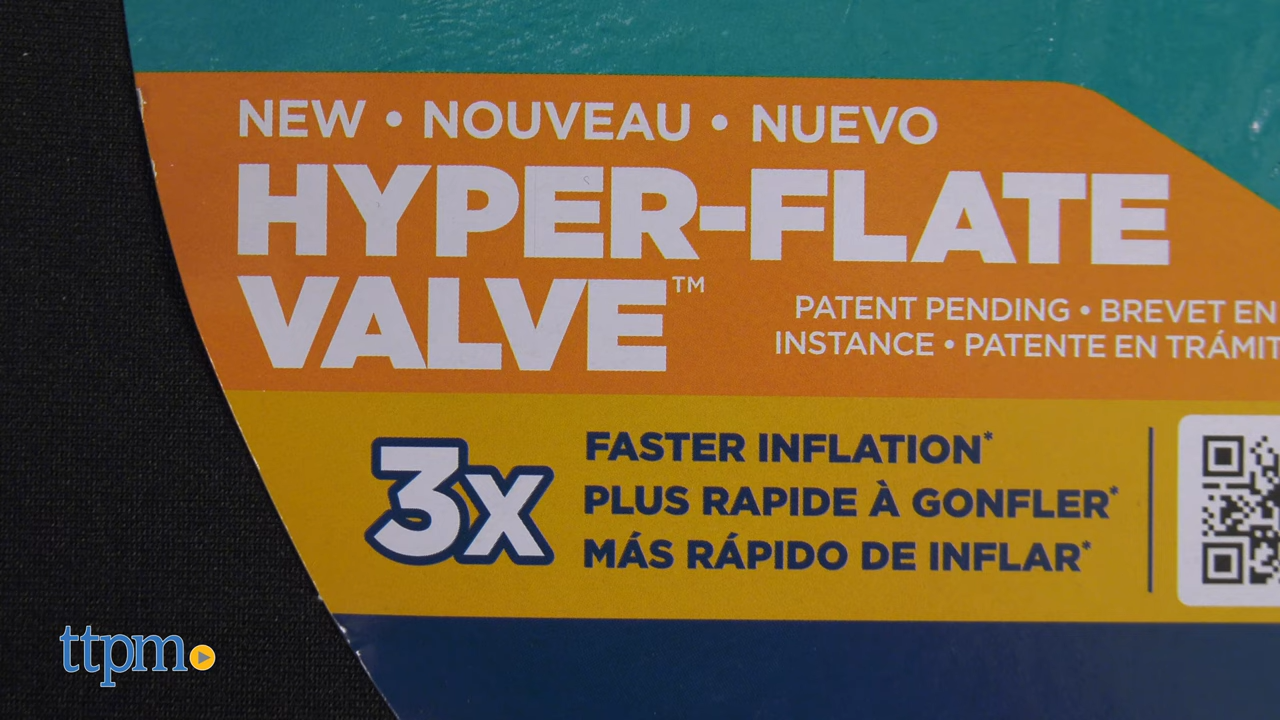 NEW • NOUVEAU • NUEVO
HYPER-FLATE
VALVE™
PATENT PENDING • BREVET EN
INSTANCE • PATENTE EN TRÁMIT
3x
FASTER INFLATION*
PLUS RAPIDE À GONFLER*
MÁS RÁPIDO DE INFLAR*
ttpm